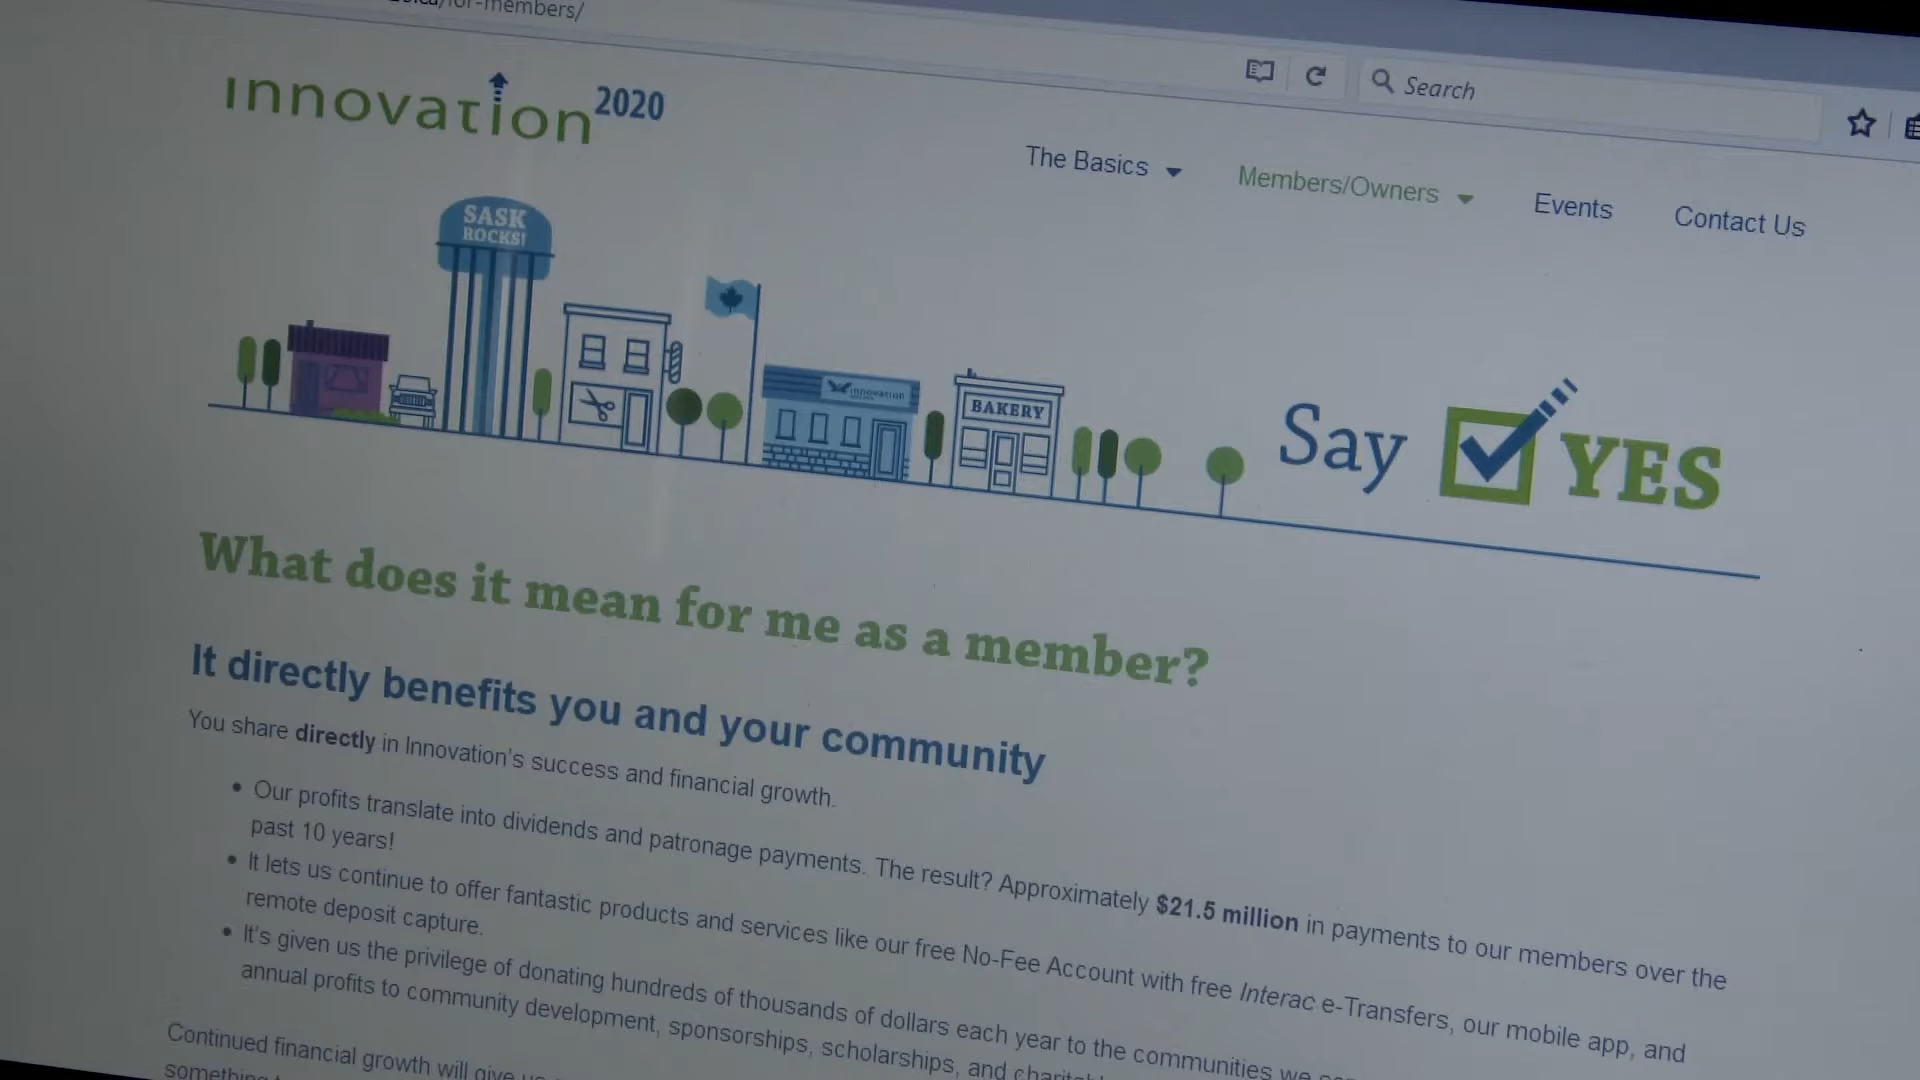 /for-members/
Search
innovation 2020
The Basics
Members/Owners
Events
Contact Us
SASK
ROCKS!
innovation
BAKERY
Say YES
What does it mean for me as a member?
It directly benefits you and your community
You share directly in Innovation's success and financial growth.
• Our profits translate into dividends and patronage payments. The result? Approximately $21.5 million in payments to our members over the
past 10 years!
• It lets us continue to offer fantastic products and services like our free No-Fee Account with free Interac e-Transfers, our mobile app, and
remote deposit capture.
• It's given us the privilege of donating hundreds of thousands of dollars each year to the communities we
annual profits to community development, sponsorships, scholarships, and
Continued financial growth will give
something